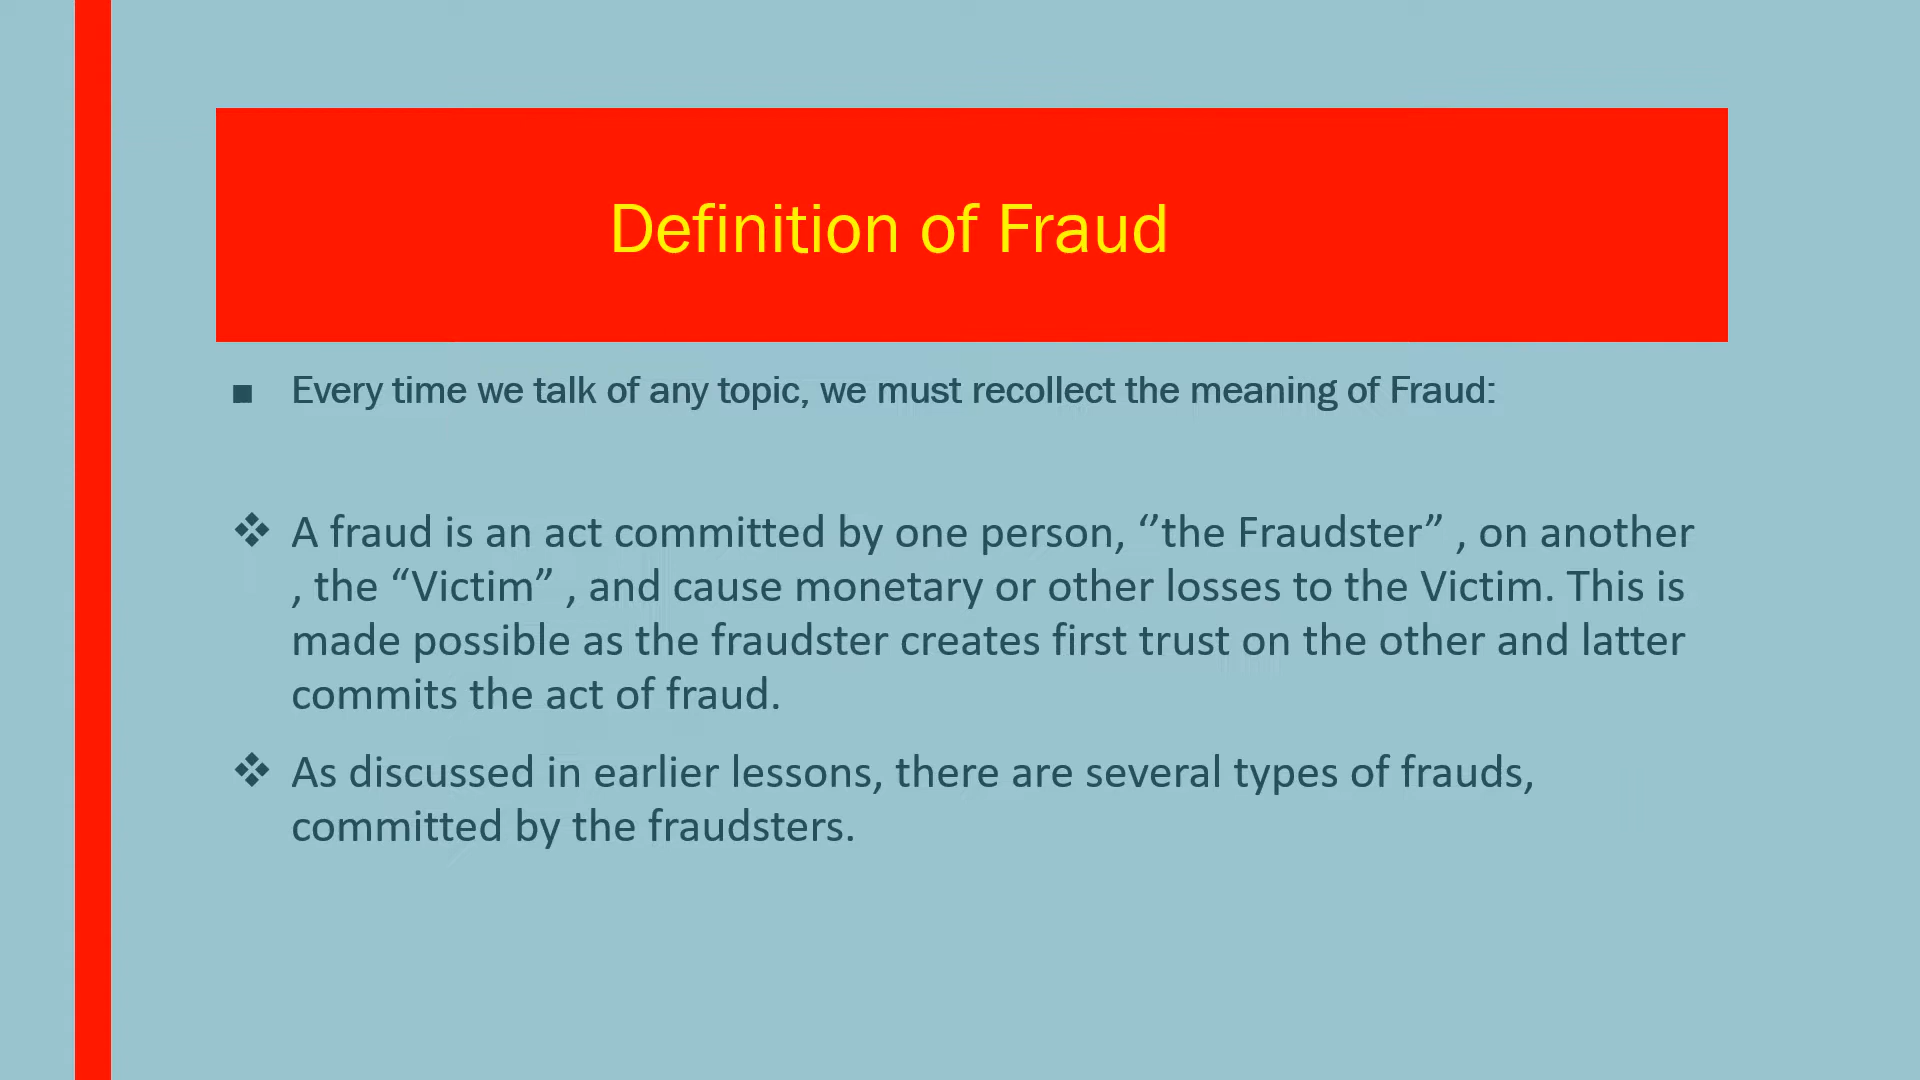 Definition of Fraud
■ Every time we talk of any topic, we must recollect the meaning of Fraud:
❖ A fraud is an act committed by one person, “the Fraudster” , on another
, the “Victim” , and cause monetary or other losses to the Victim. This is
made possible as the fraudster creates first trust on the other and latter
commits the act of fraud.
❖ As discussed in earlier lessons, there are several types of frauds,
committed by the fraudsters.